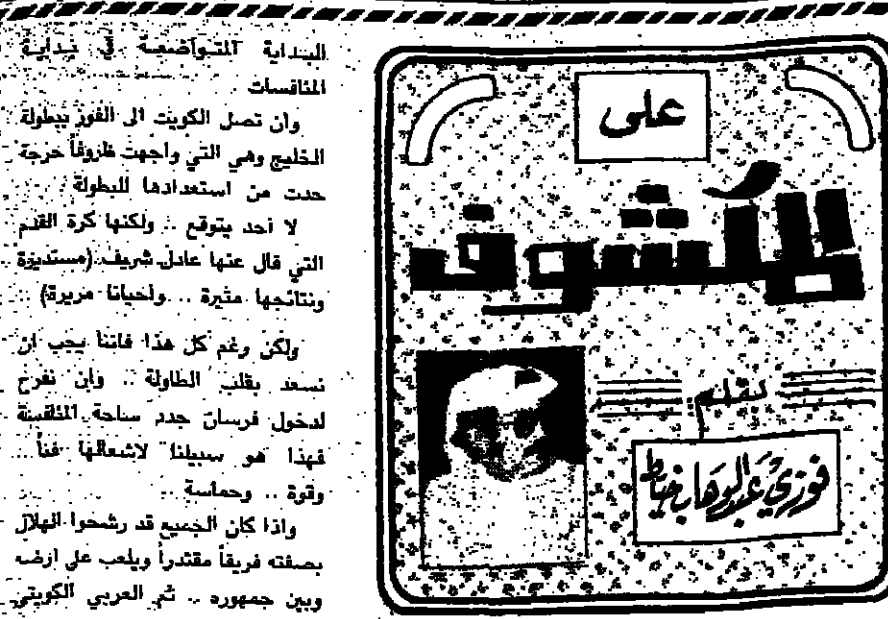 على
المكشوف
بقلم
فوزي عبدالوهاب خياط
البداية المتواضعة في بداية
المنافسات
وان تصل الكويت الى الفوز ببطولة
الخليج وهي التي واجهت ظروفاً حرجة
حدت من استعدادها للبطولة
لا أحد يتوقع .. ولكنها كرة القدم
التي قال عنها عادل شريف (مستديرة
ونتائجها مثيرة .. وأحيانا مريرة)
ولكن رغم كل هذا فاننا يجب ان
نسعد بقلب الطاولة .. وان نفرح
لدخول فرسان جدد ساحة المنافسة
فهذا هو سبيلنا لاشعالها فناً ..
وقوة .. وحماسة ..
واذا كان الجميع قد رشحوا الهلال
بصفته فريقاً مقتدراً ويلعب على ارضه
وبين جمهوره .. ثم العربي الكويتي